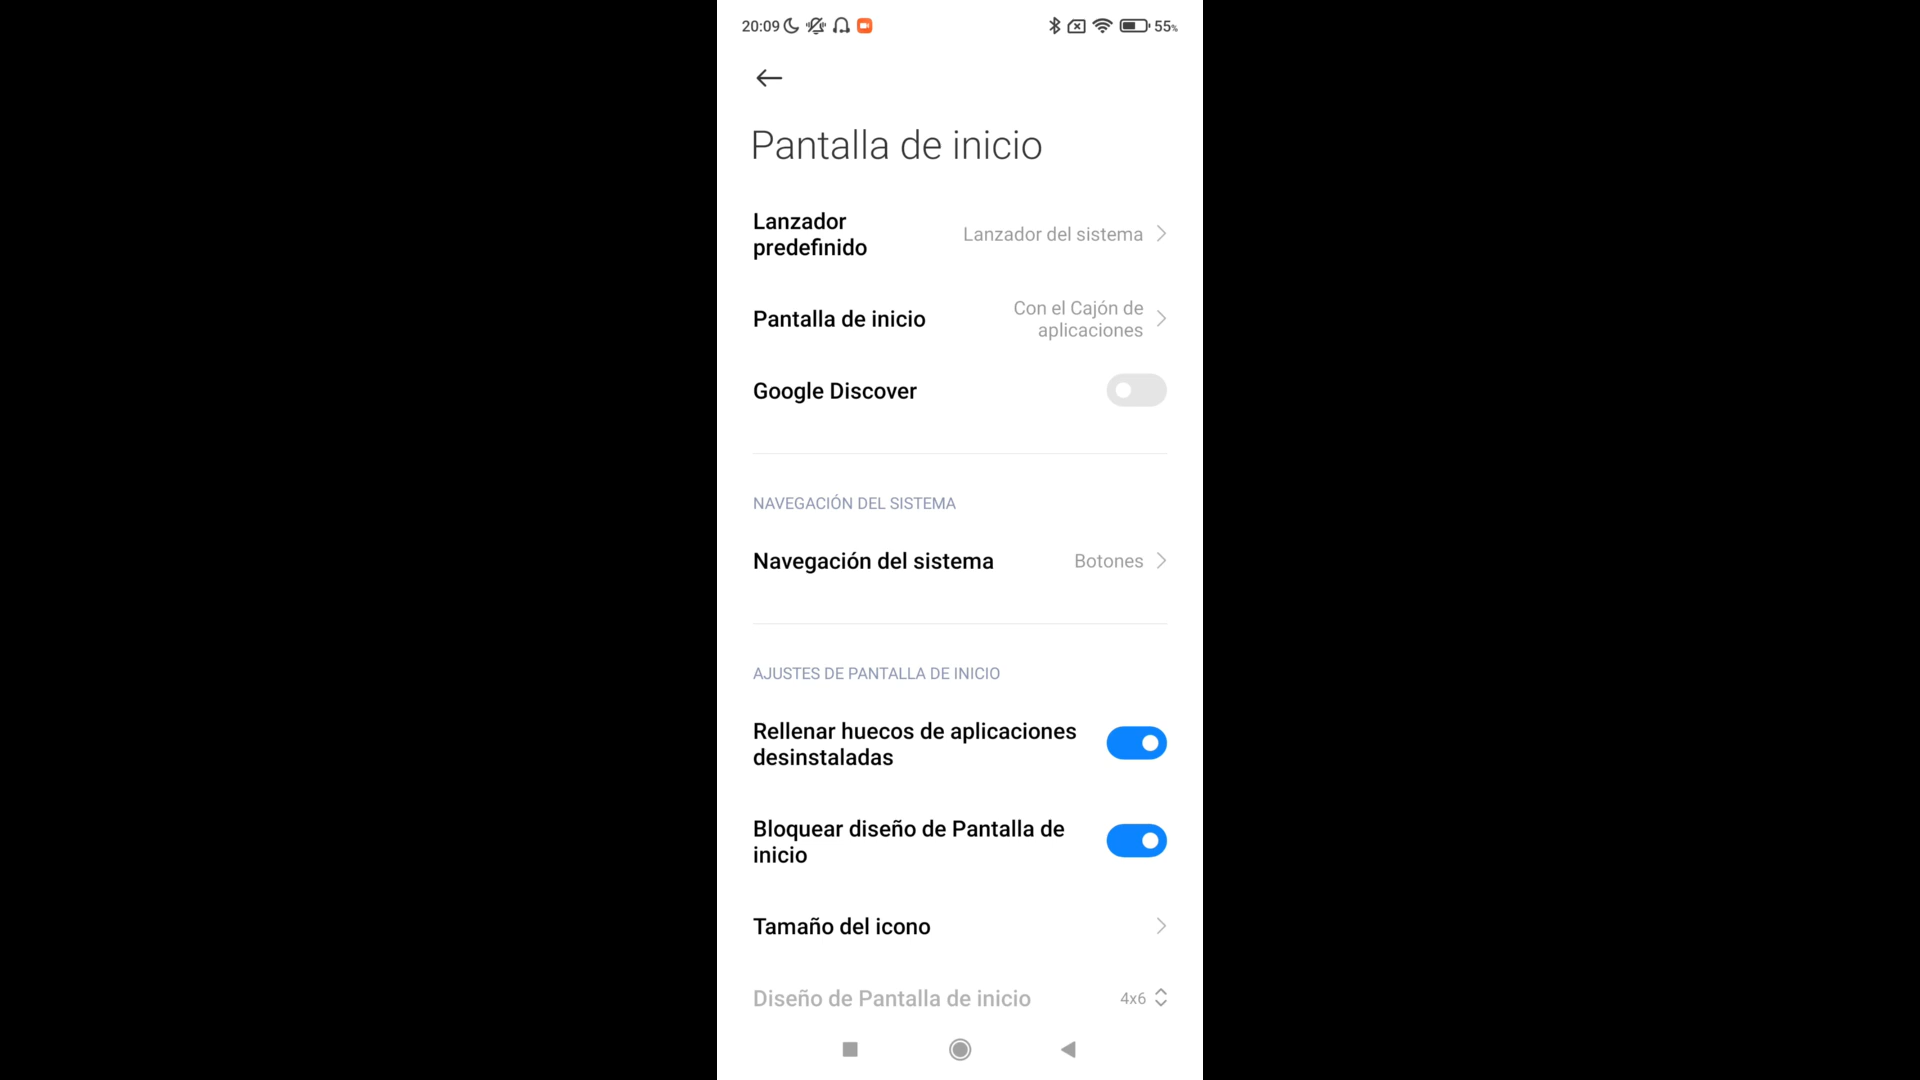 20:09 55%
Pantalla de inicio
Lanzador
predefinido
Lanzador del sistema
Pantalla de inicio
Con el Cajón de
aplicaciones
Google Discover
NAVEGACIÓN DEL SISTEMA
Navegación del sistema
Botones
AJUSTES DE PANTALLA DE INICIO
Rellenar huecos de aplicaciones
desinstaladas
Bloquear diseño de Pantalla de
inicio
Tamaño del icono
Diseño de Pantalla de inicio
4x6